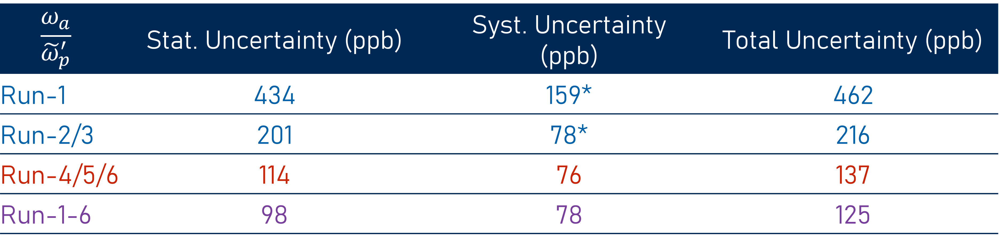 ωₐ / ω̃′ₚ Stat. Uncertainty (ppb) Syst. Uncertainty (ppb) Total Uncertainty (ppb)
Run-1 434 159* 462
Run-2/3 201 78* 216
Run-4/5/6 114 76 137
Run-1-6 98 78 125